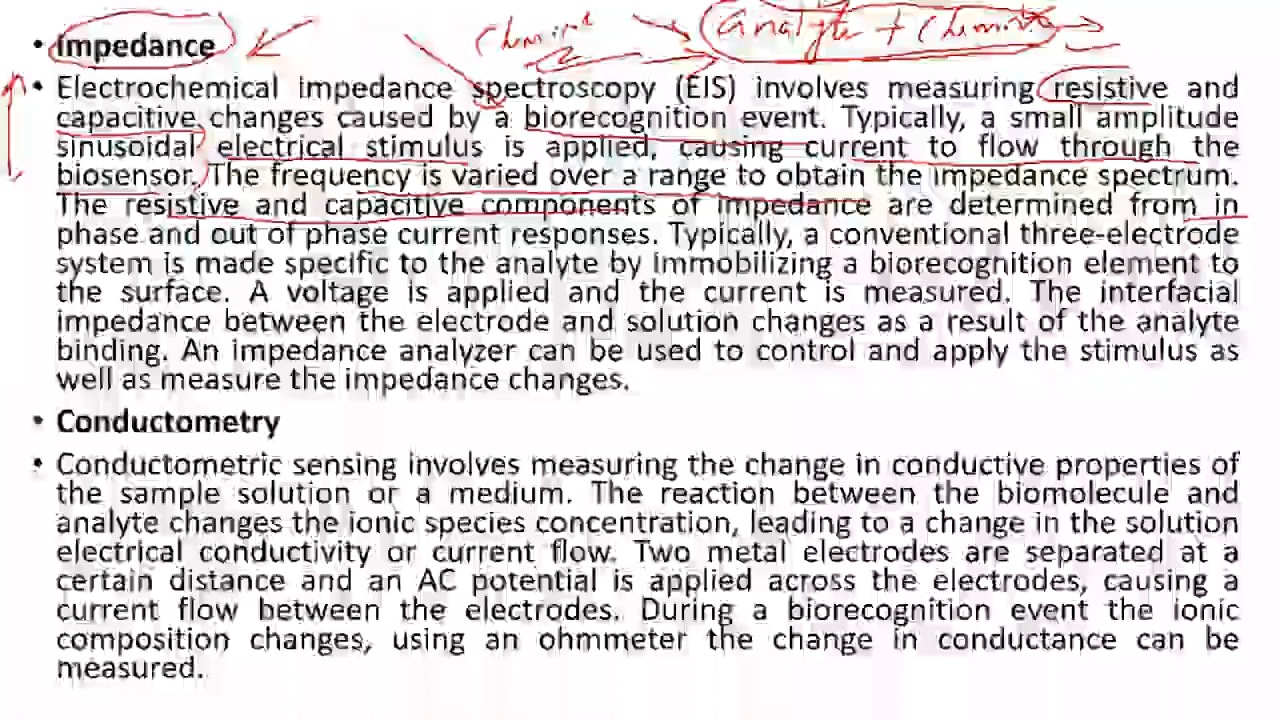 Analyte + Chemical
• Impedance
• Electrochemical impedance spectroscopy (EIS) involves measuring resistive and
capacitive changes caused by a biorecognition event. Typically, a small amplitude
sinusoidal electrical stimulus is applied, causing current to flow through the
biosensor. The frequency is varied over a range to obtain the impedance spectrum.
The resistive and capacitive components of impedance are determined from in
phase and out of phase current responses. Typically, a conventional three-electrode
system is made specific to the analyte by immobilizing a biorecognition element to
the surface. A voltage is applied and the current is measured. The interfacial
impedance between the electrode and solution changes as a result of the analyte
binding. An impedance analyzer can be used to control and apply the stimulus as
well as measure the impedance changes.
• Conductometry
• Conductometric sensing involves measuring the change in conductive properties of
the sample solution or a medium. The reaction between the biomolecule and
analyte changes the ionic species concentration, leading to a change in the solution
electrical conductivity or current flow. Two metal electrodes are separated at a
certain distance and an AC potential is applied across the electrodes, causing a
current flow between the electrodes. During a biorecognition event the ionic
composition changes, using an ohmmeter the change in conductance can be
measured.